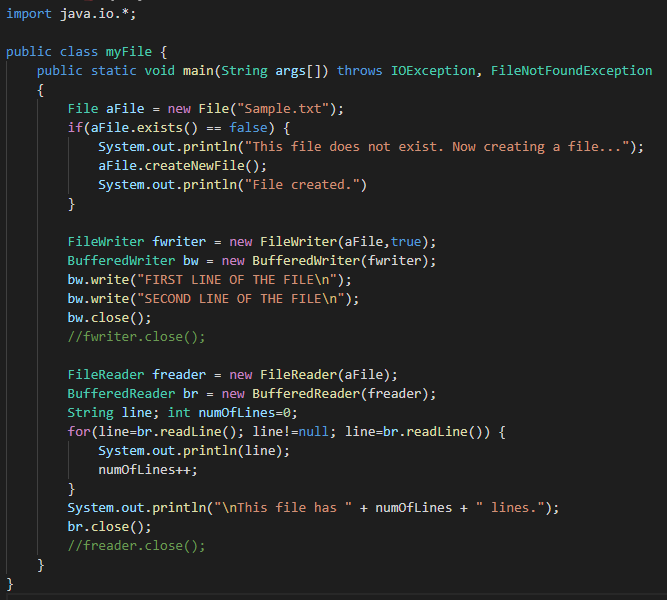 import java.io.*;
public class myFile {
public static void main(String args[]) throws IOException, FileNotFoundException
{
File aFile = new File("Sample.txt");
if(aFile.exists() == false) {
System.out.println("This file does not exist. Now creating a file...");
aFile.createNewFile();
System.out.println("File created.")
}
FileWriter fwriter = new FileWriter(aFile,true);
BufferedWriter bw = new BufferedWriter(fwriter);
bw.write("FIRST LINE OF THE FILE\n");
bw.write("SECOND LINE OF THE FILE\n");
bw.close();
//fwriter.close();
FileReader freader = new FileReader(aFile);
BufferedReader br = new BufferedReader(freader);
String line; int numOfLines=0;
for(line=br.readLine(); line!=null; line=br.readLine()) {
System.out.println(line);
numOfLines++;
}
System.out.println("\nThis file has " + numOfLines + " lines.");
br.close();
//freader.close();
}
}